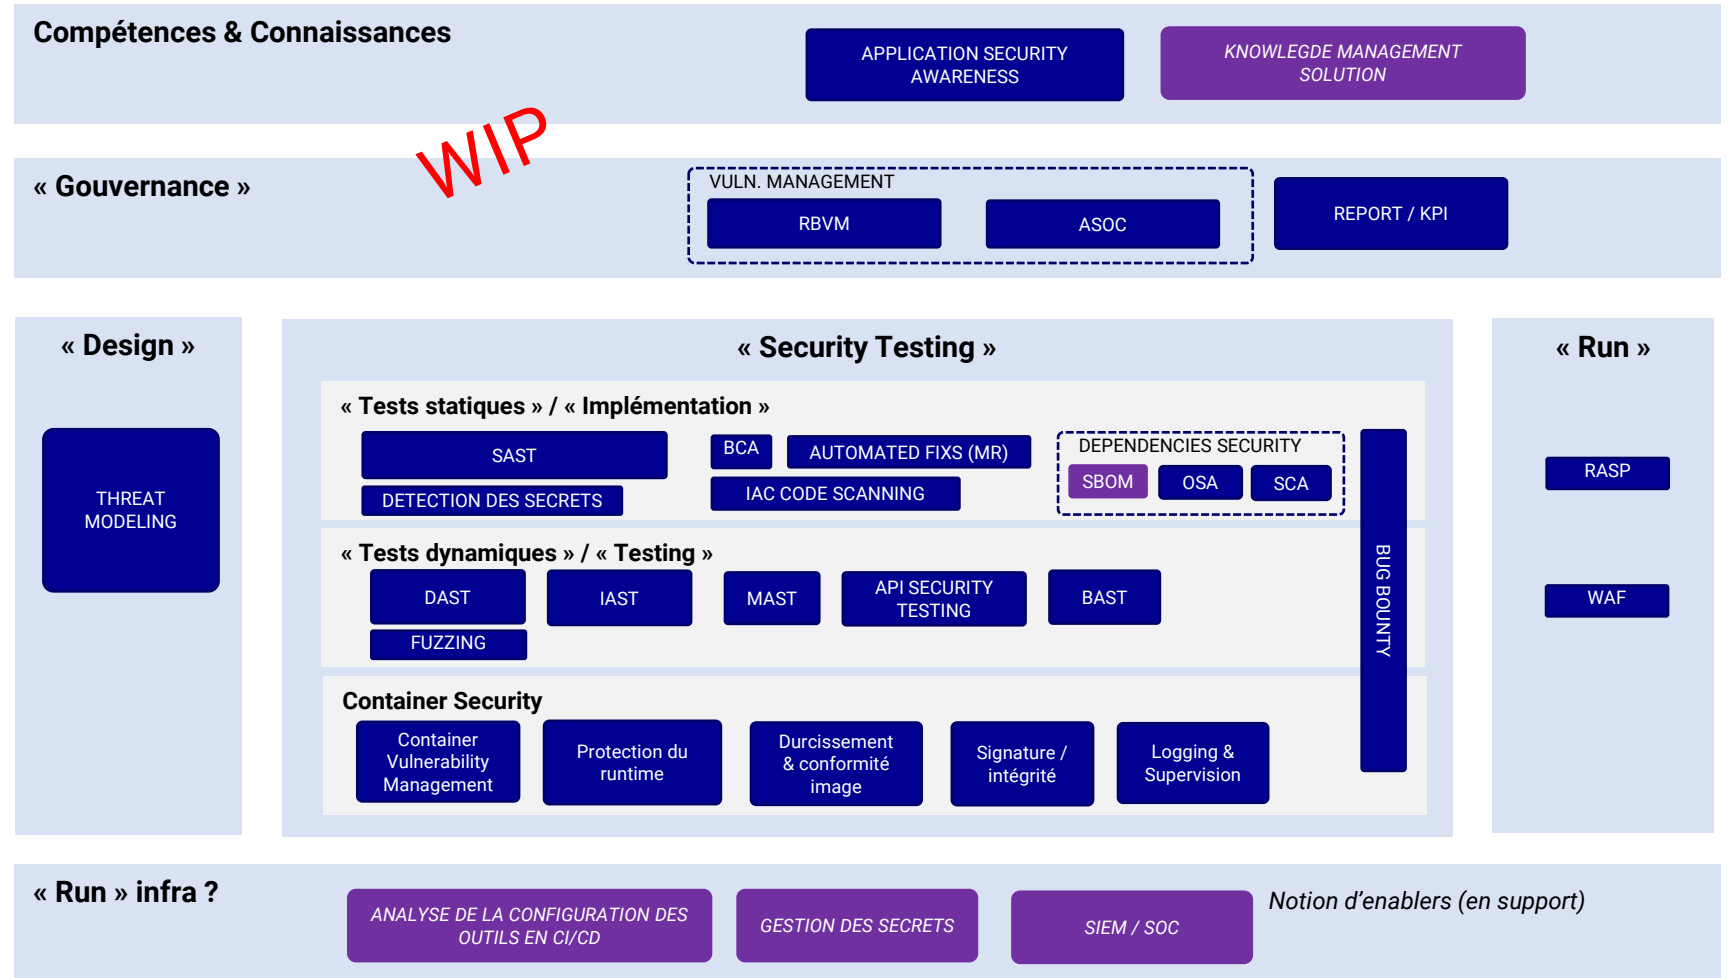 Compétences & Connaissances
APPLICATION SECURITY
AWARENESS
KNOWLEGDE MANAGEMENT
SOLUTION
WIP
« Gouvernance »
VULN. MANAGEMENT
RBVM
ASOC
REPORT / KPI
« Design »
THREAT
MODELING
« Security Testing »
« Tests statiques » / « Implémentation »
SAST
DETECTION DES SECRETS
BCA
AUTOMATED FIXS (MR)
IAC CODE SCANNING
DEPENDENCIES SECURITY
SBOM
OSA
SCA
« Tests dynamiques » / « Testing »
DAST
IAST
MAST
API SECURITY
TESTING
BAST
FUZZING
BUG BOUNTY
Container Security
Container
Vulnerability
Management
Protection du
runtime
Durcissement
& conformité
image
Signature /
intégrité
Logging &
Supervision
« Run »
RASP
WAF
« Run » infra ?
ANALYSE DE LA CONFIGURATION DES
OUTILS EN CI/CD
GESTION DES SECRETS
SIEM / SOC
Notion d’enablers (en support)